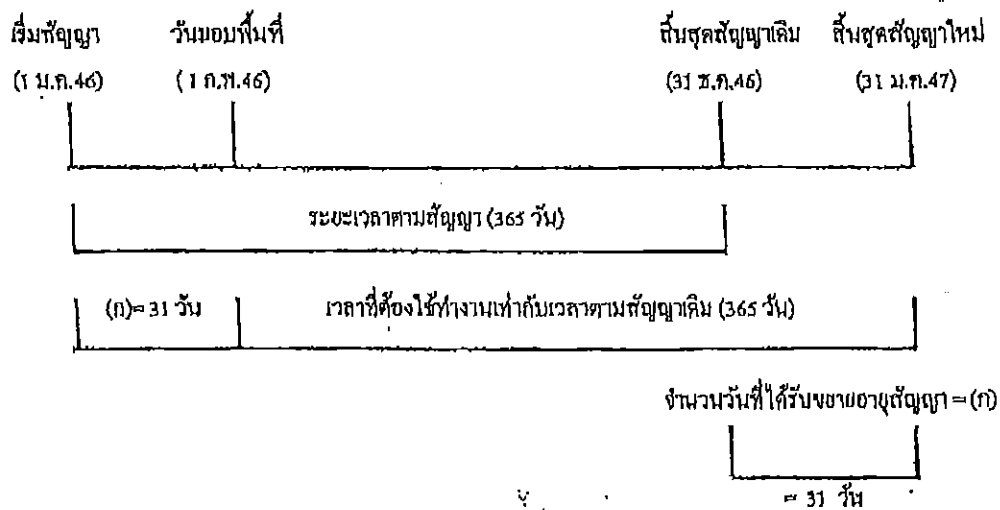 เริ่มสัญญา วันมอบพื้นที่ สิ้นสุดสัญญาเดิม สิ้นสุดสัญญาใหม่
(1 ม.ค.46) (1 ก.พ.46) (31 ธ.ค.46) (31 ม.ค.47)
ระยะเวลาตามสัญญา (365 วัน)
(ก)= 31 วัน เวลาที่ต้องใช้ทำงานเท่ากับเวลาตามสัญญาเดิม (365 วัน)
จำนวนวันที่ได้รับขยายอายุสัญญา = (ก)
= 31 วัน